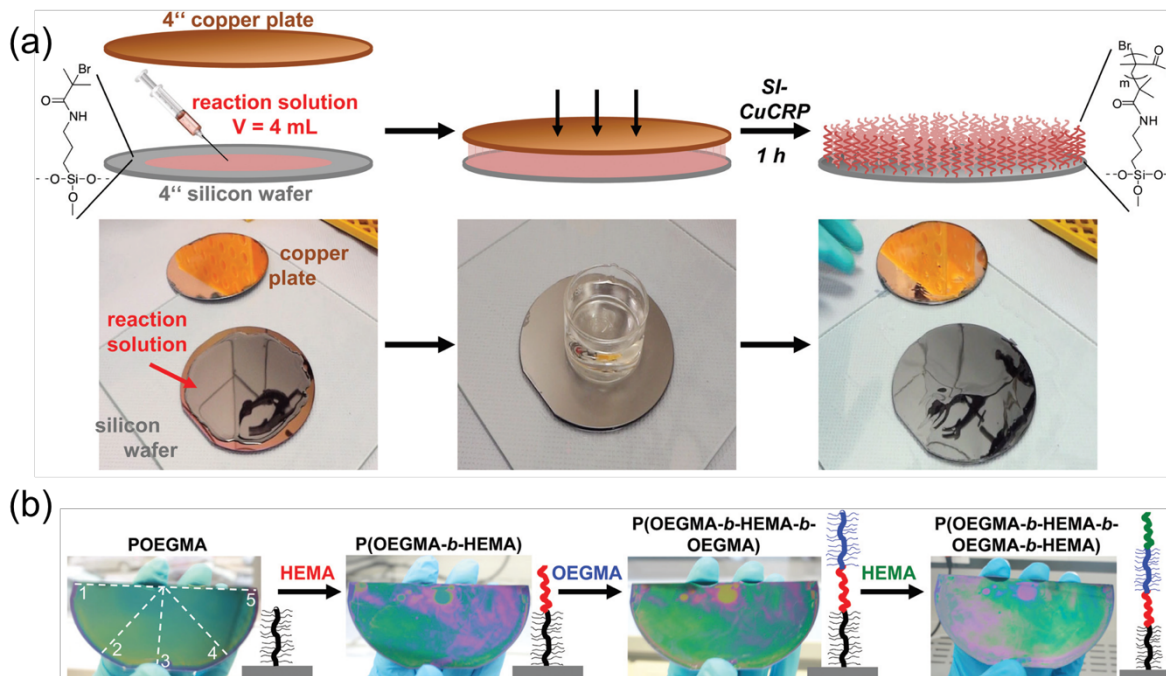 (a)
4“ copper plate
Br
O
NH
reaction solution
V = 4 mL
--O-Si-O--
O
4“ silicon wafer
SI-
CuCRP
1 h
Br
O
m
O
NH
--O-Si-O--
O
copper
plate
reaction
solution
silicon
wafer
(b)
POEGMA
1
2
3
4
5
HEMA
P(OEGMA-b-HEMA)
OEGMA
P(OEGMA-b-HEMA-b-
OEGMA)
HEMA
P(OEGMA-b-HEMA-b-
OEGMA-b-HEMA)